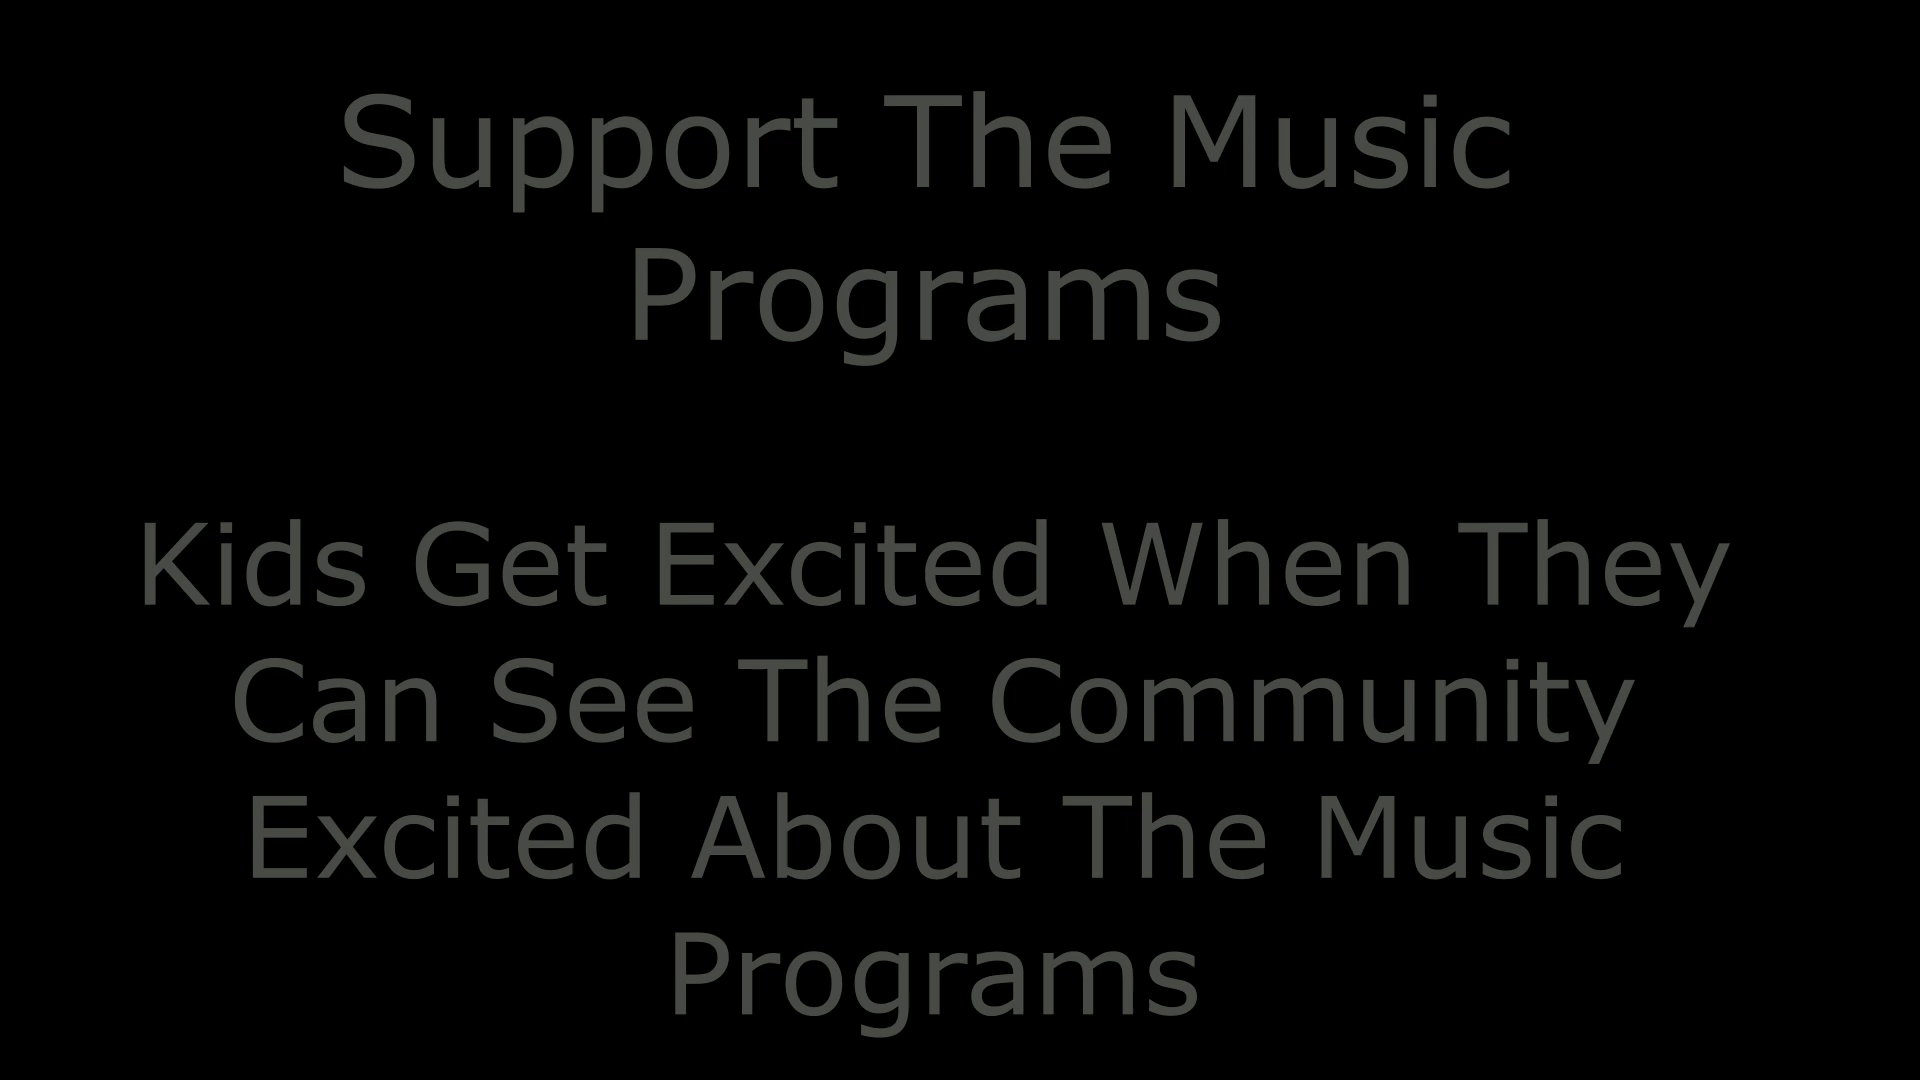 Support The Music
Programs
Kids Get Excited When They
Can See The Community
Excited About The Music
Programs